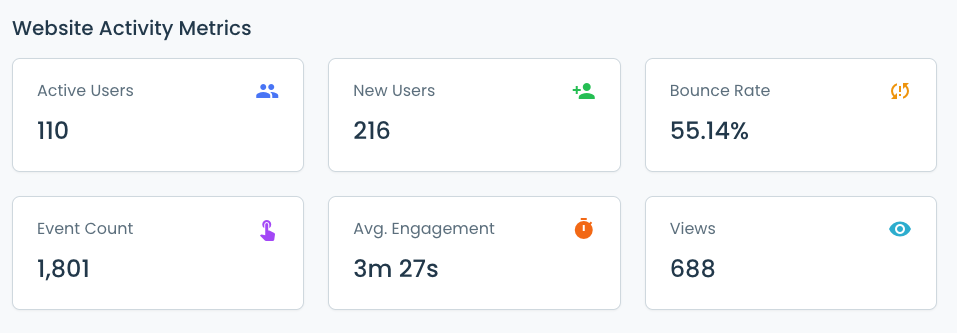 Website Activity Metrics
Active Users
110
New Users
216
Bounce Rate
55.14%
Event Count
1,801
Avg. Engagement
3m 27s
Views
688